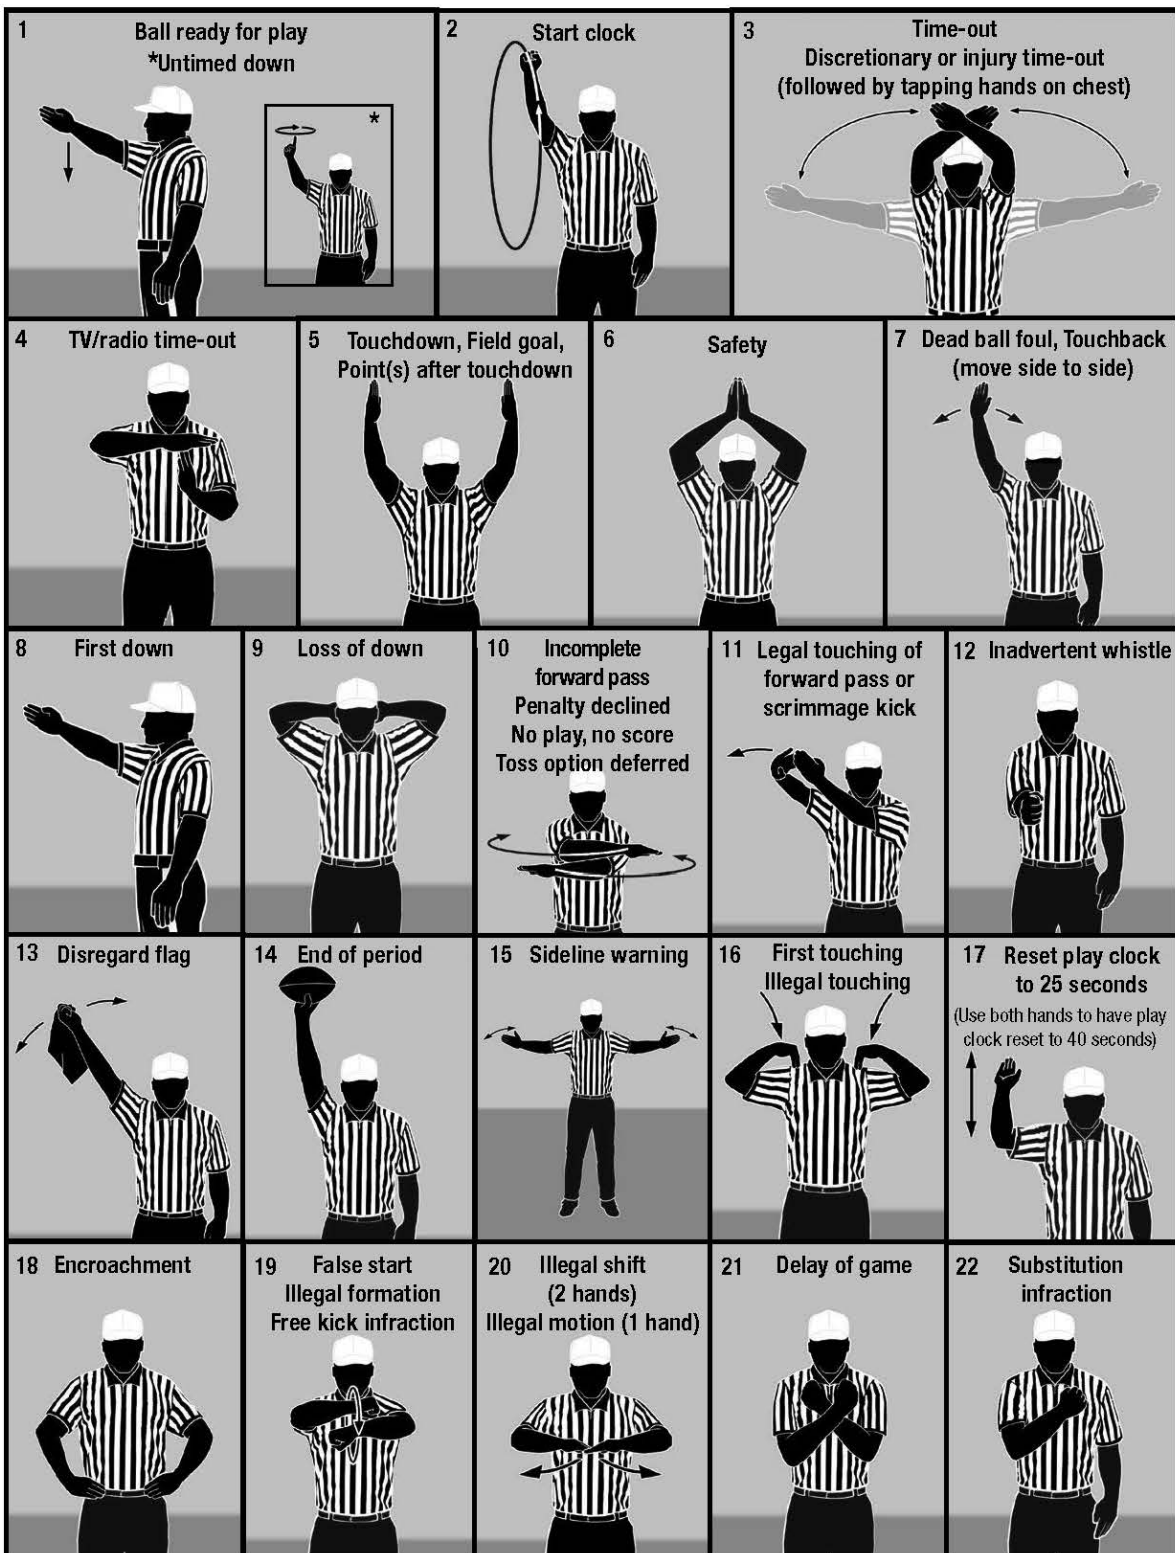 1
Ball ready for play
*Untimed down
*
2
Start clock
3
Time-out
Discretionary or injury time-out
(followed by tapping hands on chest)
4
TV/radio time-out
5
Touchdown, Field goal,
Point(s) after touchdown
6
Safety
7
Dead ball foul, Touchback
(move side to side)
8
First down
9
Loss of down
10
Incomplete
forward pass
Penalty declined
No play, no score
Toss option deferred
11
Legal touching of
forward pass or
scrimmage kick
12
Inadvertent whistle
13
Disregard flag
14
End of period
15
Sideline warning
16
First touching
Illegal touching
17
Reset play clock
to 25 seconds
(Use both hands to have play
clock reset to 40 seconds)
18
Encroachment
19
False start
Illegal formation
Free kick infraction
20
Illegal shift
(2 hands)
Illegal motion (1 hand)
21
Delay of game
22
Substitution
infraction